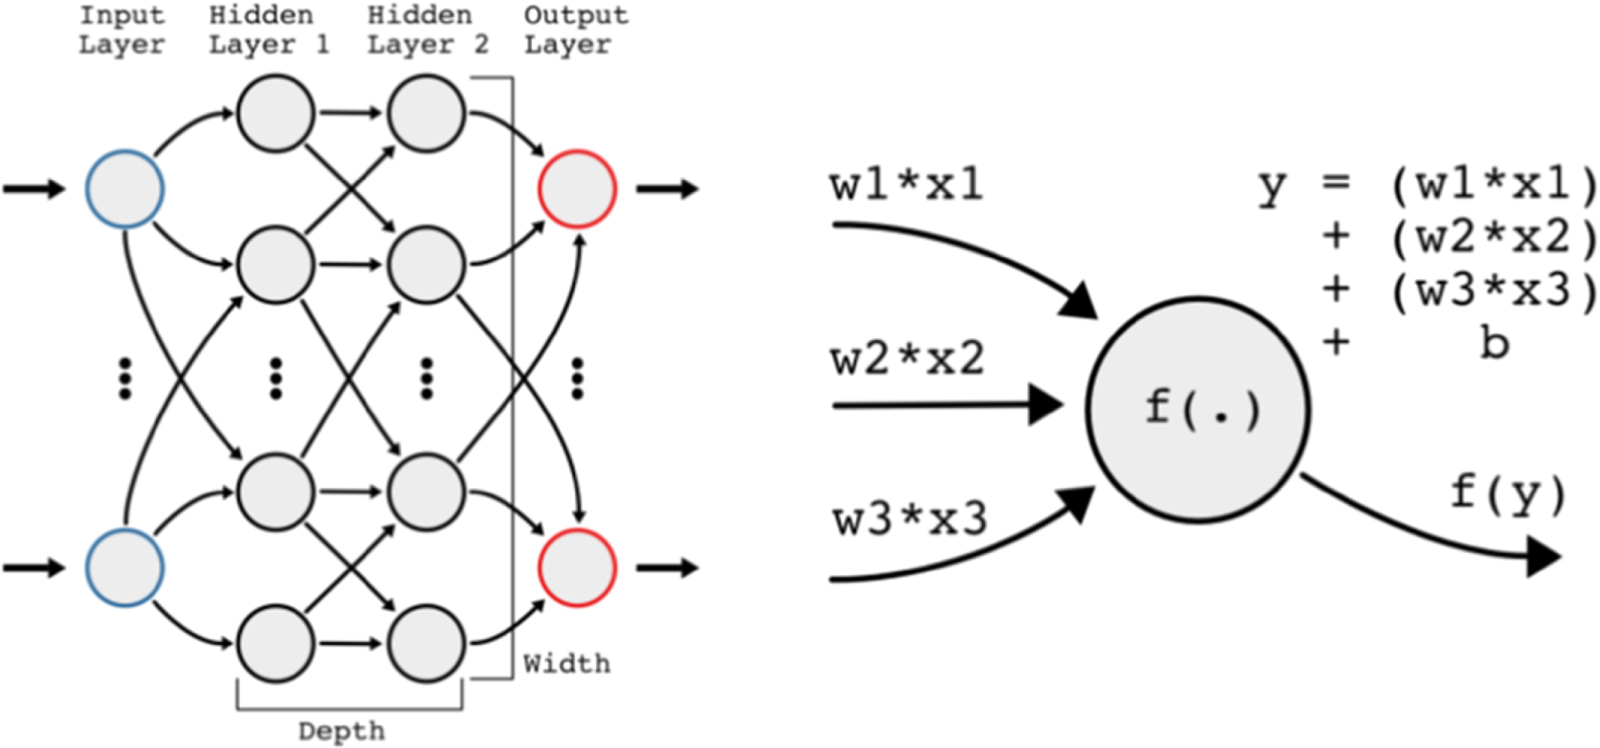 Input
Layer
Hidden
Layer 1
Hidden
Layer 2
Output
Layer
Width
Depth
w1*x1
w2*x2
w3*x3
f(.)
y = (w1*x1)
+ (w2*x2)
+ (w3*x3)
+ b
f(y)